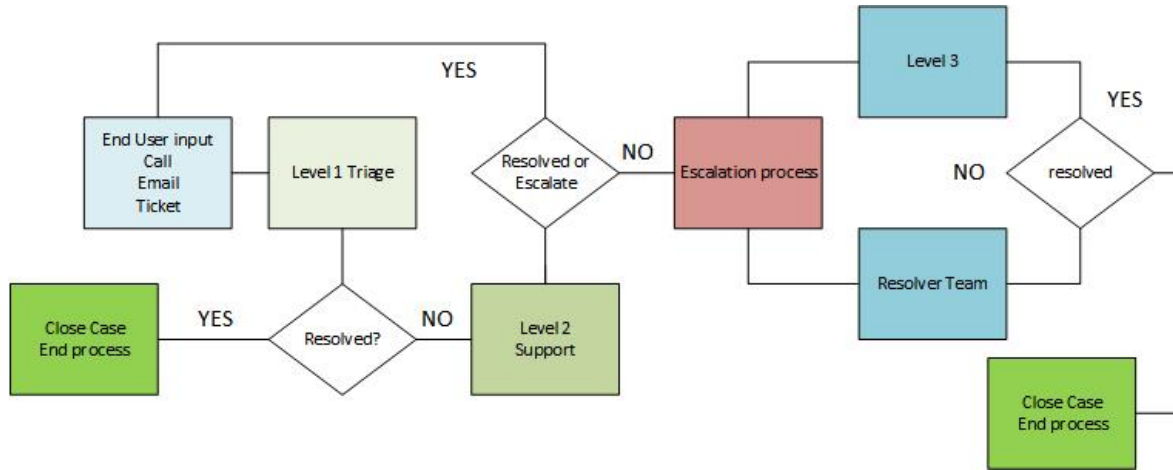 YES
Level 3
YES
End User input
Call
Email
Ticket
Level 1 Triage
Resolved or
Escalate
NO
Escalation process
NO
resolved
Resolver Team
Close Case
End process
YES
Resolved?
NO
Level 2
Support
Close Case
End process